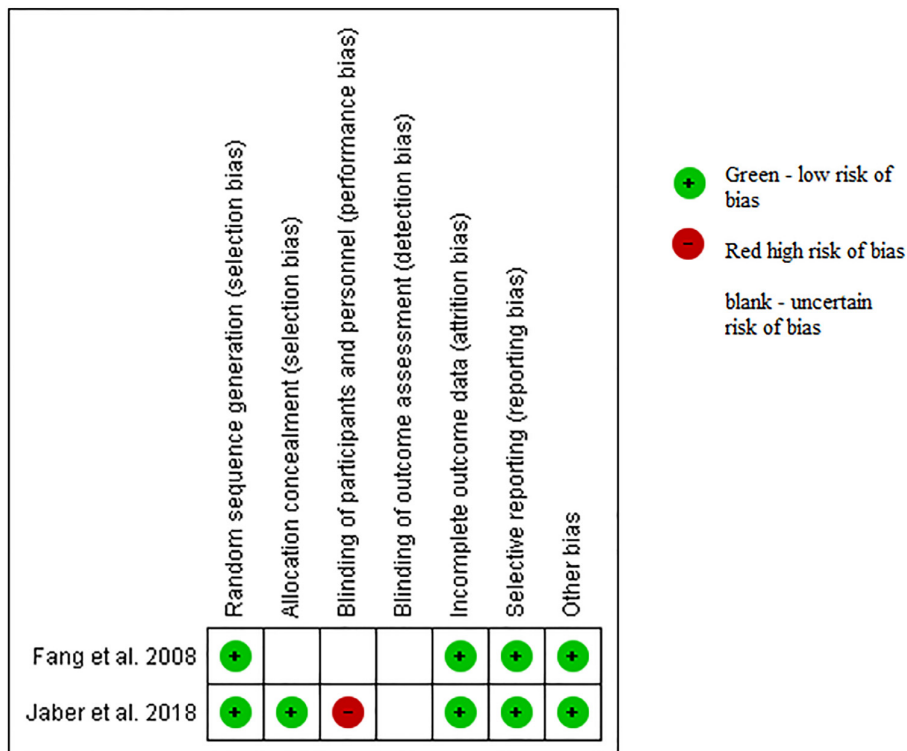 Random sequence generation (selection bias)
Allocation concealment (selection bias)
Blinding of participants and personnel (performance bias)
Blinding of outcome assessment (detection bias)
Incomplete outcome data (attrition bias)
Selective reporting (reporting bias)
Other bias
Fang et al. 2008 + + + +
Jaber et al. 2018 + + - + + +
+ Green - low risk of
bias
- Red high risk of bias
blank - uncertain
risk of bias